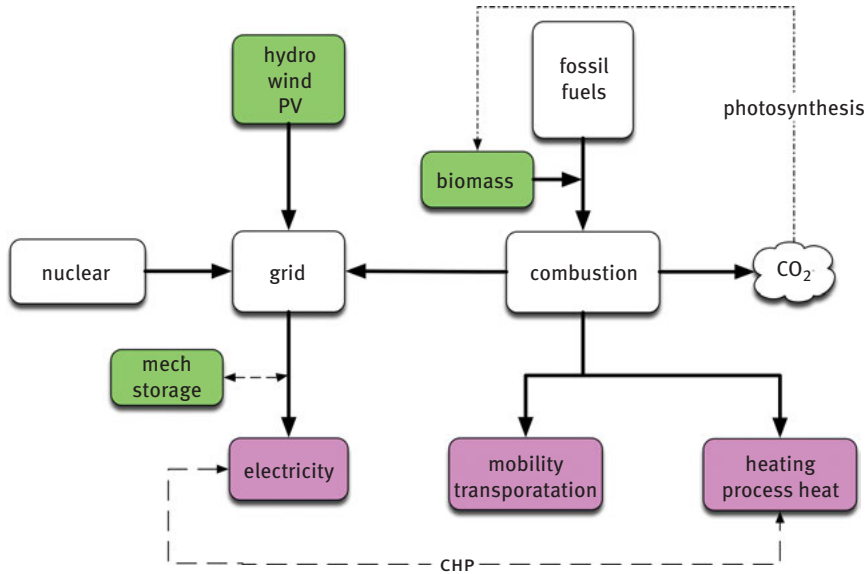 hydro
wind
PV
fossil
fuels
photosynthesis
biomass
nuclear
grid
combustion
CO₂
mech
storage
electricity
mobility
transporatation
heating
process heat
CHP